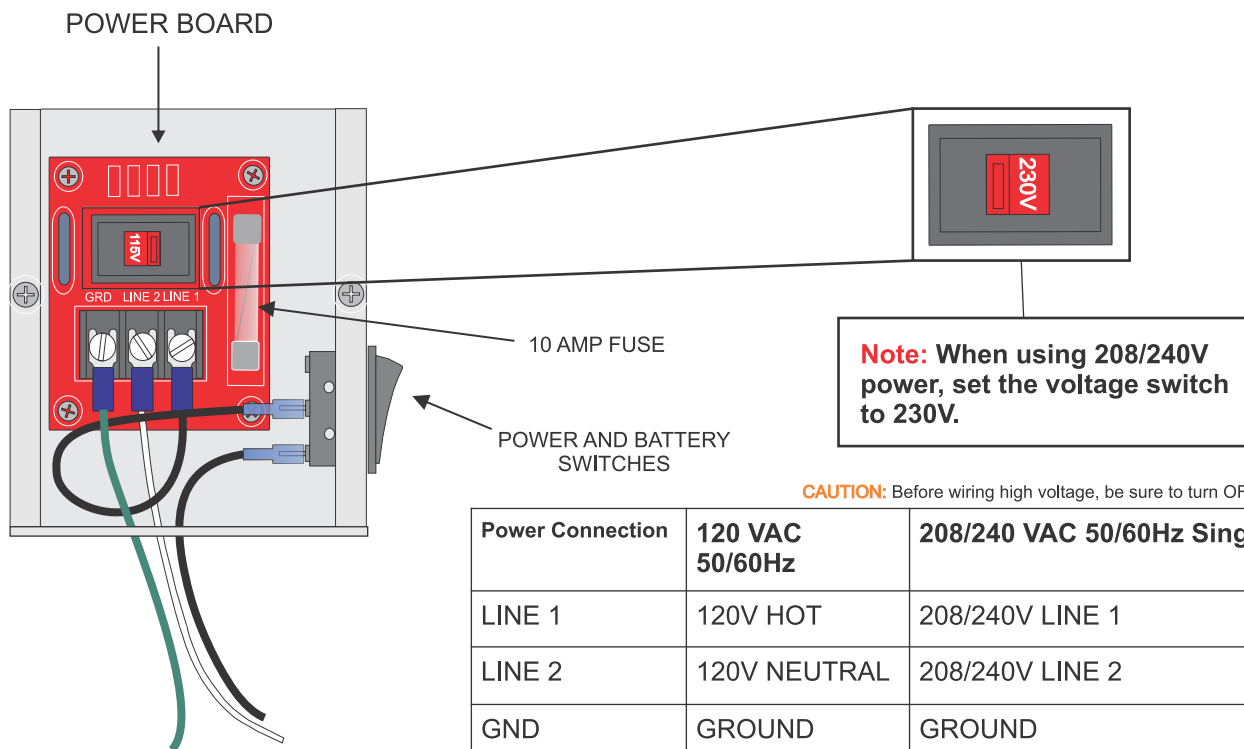 POWER BOARD
115V
230V
GRD LINE 2 LINE 1
10 AMP FUSE
Note: When using 208/240V
power, set the voltage switch
to 230V.
POWER AND BATTERY
SWITCHES
CAUTION: Before wiring high voltage, be sure to turn
Power Connection 120 VAC 208/240 VAC 50/60Hz
50/60Hz
LINE 1 120V HOT 208/240V LINE 1
LINE 2 120V NEUTRAL 208/240V LINE 2
GND GROUND GROUND